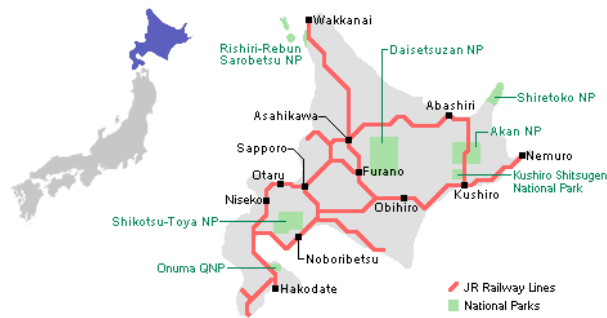 Wakkanai
Rishiri-Rebun
Sarobetsu NP
Daisetsuzan NP
Shiretoko NP
Abashiri
Asahikawa
Akan NP
Sapporo
Nemuro
Otaru
Furano
Kushiro Shitsugen
National Park
Niseko
Kushiro
Obihiro
Shikotsu-Toya NP
Noboribetsu
Onuma QNP
Hakodate
JR Railway Lines
National Parks